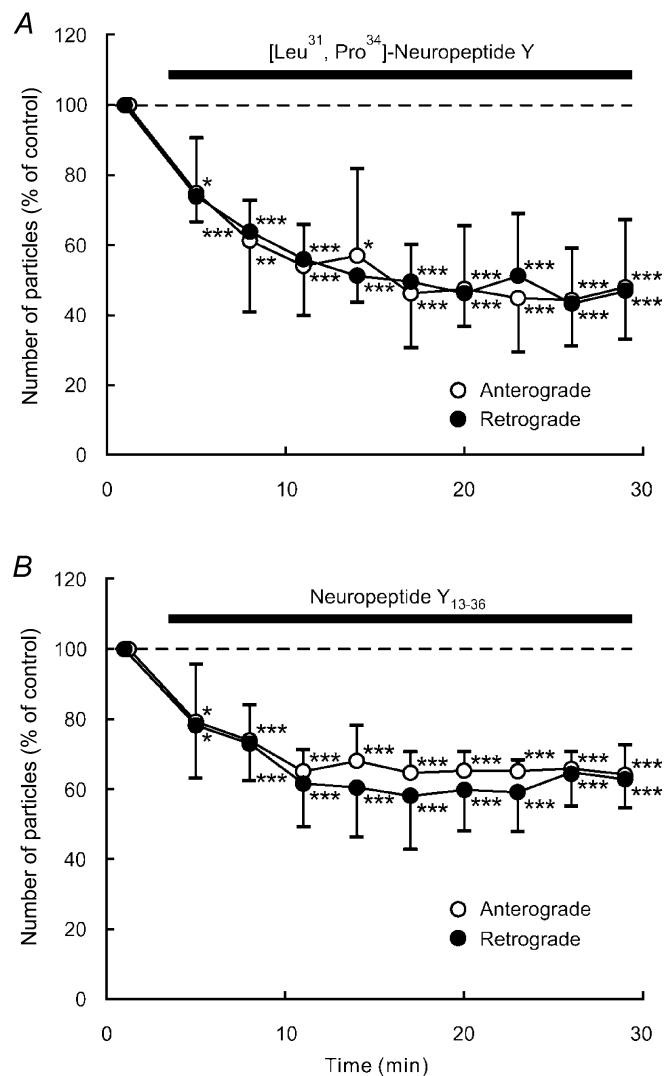 A
120
100
80
60
40
20
0
Number of particles (% of control)
[Leu31, Pro34]-Neuropeptide Y
* *** *** *** * *** *** *** *** ***
*** ** *** *** *** *** *** *** ***
Anterograde
Retrograde
0 10 20 30
B
120
100
80
60
40
20
0
Number of particles (% of control)
Neuropeptide Y13-36
* *** *** *** *** *** *** *** ***
* *** *** *** *** *** *** *** ***
Anterograde
Retrograde
0 10 20 30
Time (min)